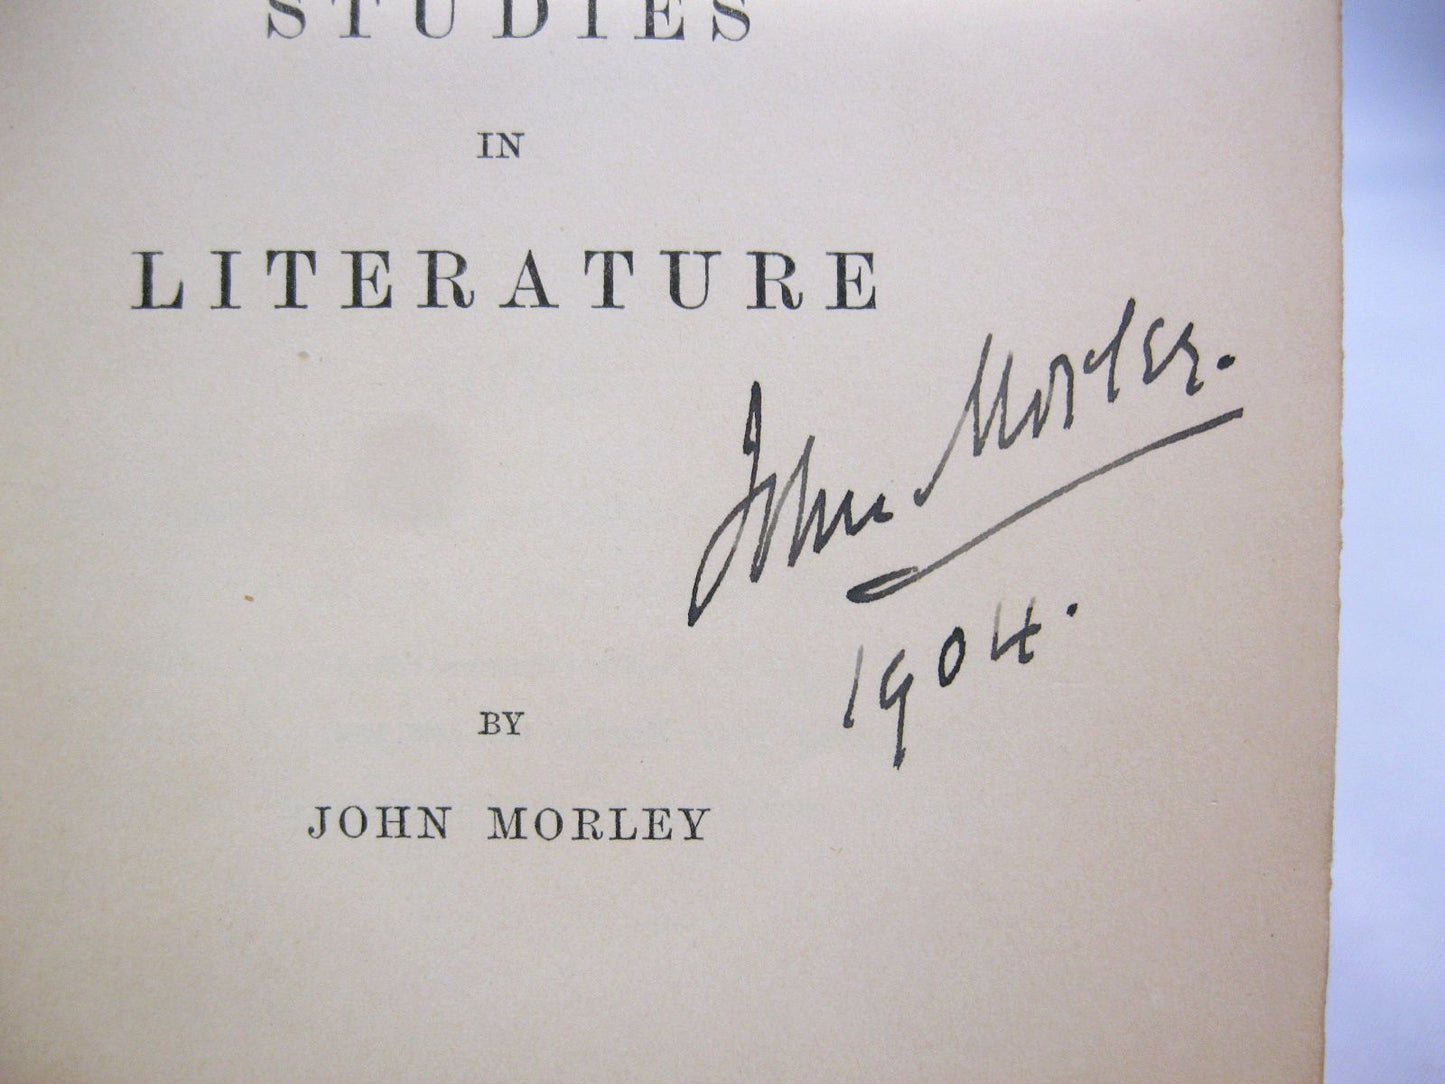 STUDIES
IN
LITERATURE
John Morley.
1904.
BY
JOHN MORLEY